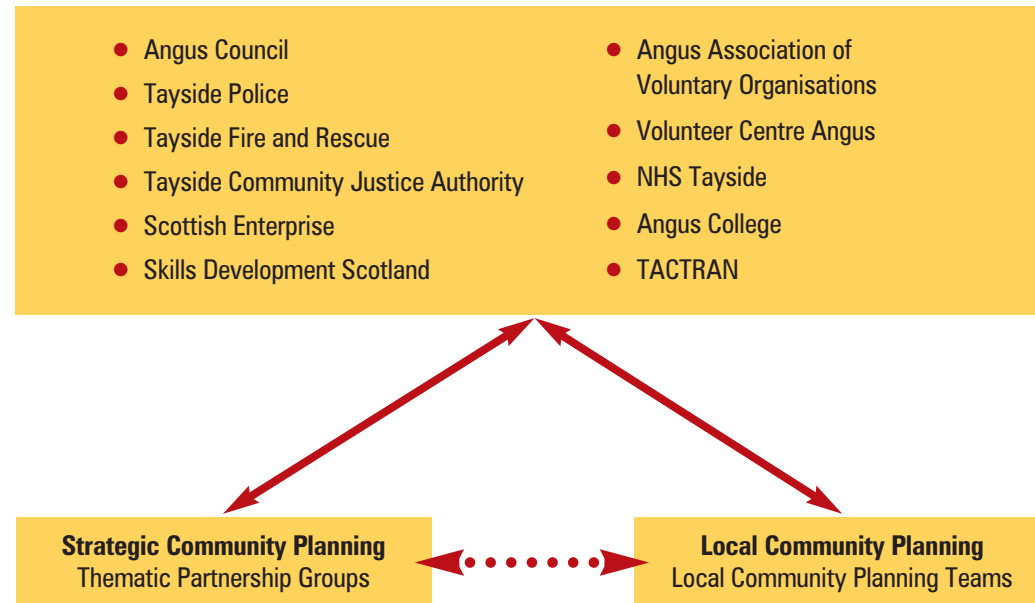 Angus Council
Tayside Police
Tayside Fire and Rescue
Tayside Community Justice Authority
Scottish Enterprise
Skills Development Scotland
Angus Association of
Voluntary Organisations
Volunteer Centre Angus
NHS Tayside
Angus College
TACTRAN
Strategic Community Planning
Thematic Partnership Groups
Local Community Planning
Local Community Planning Teams